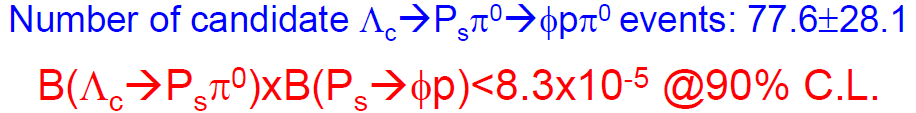 Number of candidate Λc→Psπ⁰→ϕpπ⁰ events: 77.6±28.1
B(Λc→Psπ⁰)xB(Ps→ϕp)<8.3x10⁻⁵ @90% C.L.